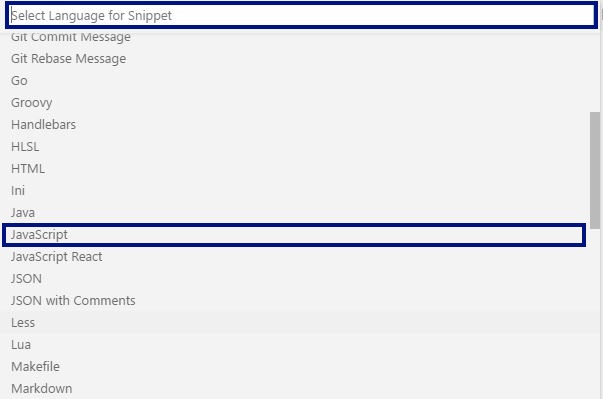 Select Language for Snippet
Git Commit Message
Git Rebase Message
Go
Groovy
Handlebars
HLSL
HTML
Ini
Java
JavaScript
JavaScript React
JSON
JSON with Comments
Less
Lua
Makefile
Markdown